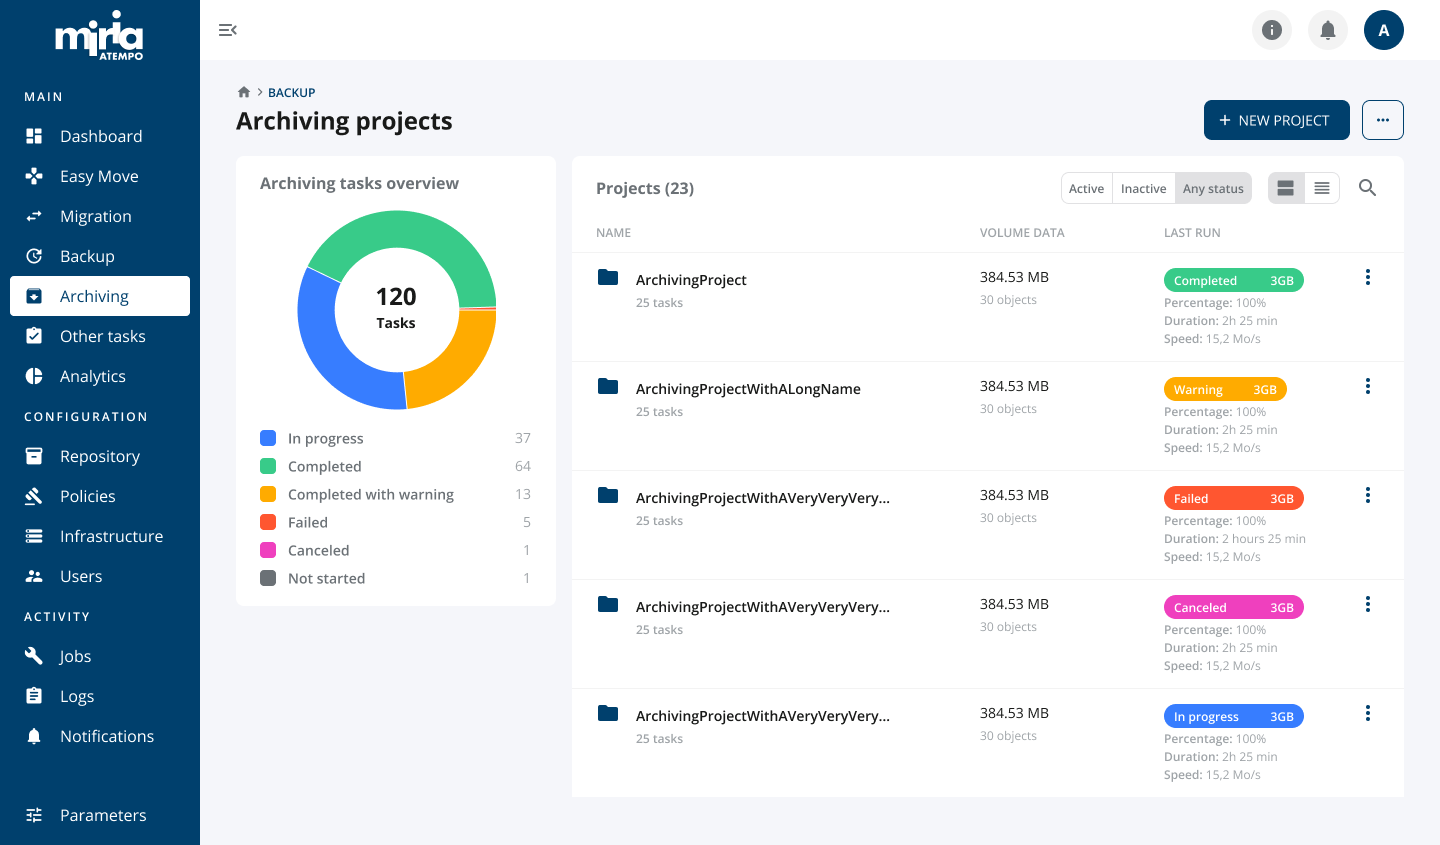 miria
ATEMPO
MAIN
Dashboard
Easy Move
Migration
Backup
Archiving
Other tasks
Analytics
CONFIGURATION
Repository
Policies
Infrastructure
Users
ACTIVITY
Jobs
Logs
Notifications
Parameters
A
BACKUP
Archiving projects
+ NEW PROJECT
...
Archiving tasks overview
120
Tasks
In progress 37
Completed 64
Completed with warning 13
Failed 5
Canceled 1
Not started 1
Projects (23)
Active Inactive Any status
NAME VOLUME DATA LAST RUN
ArchivingProject 384.53 MB Completed 3GB
25 tasks 30 objects Percentage: 100%
Duration: 2h 25 min
Speed: 15,2 Mo/s
ArchivingProjectWithALongName 384.53 MB Warning 3GB
25 tasks 30 objects Percentage: 100%
Duration: 2h 25 min
Speed: 15,2 Mo/s
ArchivingProjectWithAVeryVeryVery... 384.53 MB Failed 3GB
25 tasks 30 objects Percentage: 100%
Duration: 2 hours 25 min
Speed: 15,2 Mo/s
ArchivingProjectWithAVeryVeryVery... 384.53 MB Canceled 3GB
25 tasks 30 objects Percentage: 100%
Duration: 2h 25 min
Speed: 15,2 Mo/s
ArchivingProjectWithAVeryVeryVery... 384.53 MB In progress 3GB
25 tasks 30 objects Percentage: 100%
Duration: 2h 25 min
Speed: 15,2 Mo/s